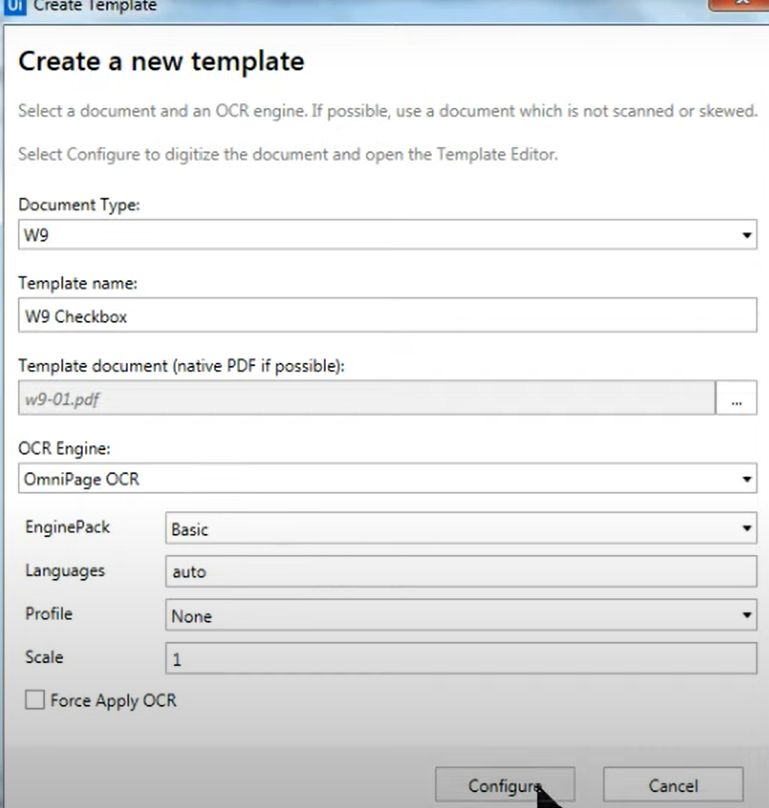 Ui Create Template
Create a new template
Select a document and an OCR engine. If possible, use a document which is not scanned or skewed.
Select Configure to digitize the document and open the Template Editor.
Document Type:
W9
Template name:
W9 Checkbox
Template document (native PDF if possible):
w9-01.pdf
...
OCR Engine:
OmniPage OCR
EnginePack Basic
Languages auto
Profile None
Scale 1
Force Apply OCR
Configure Cancel